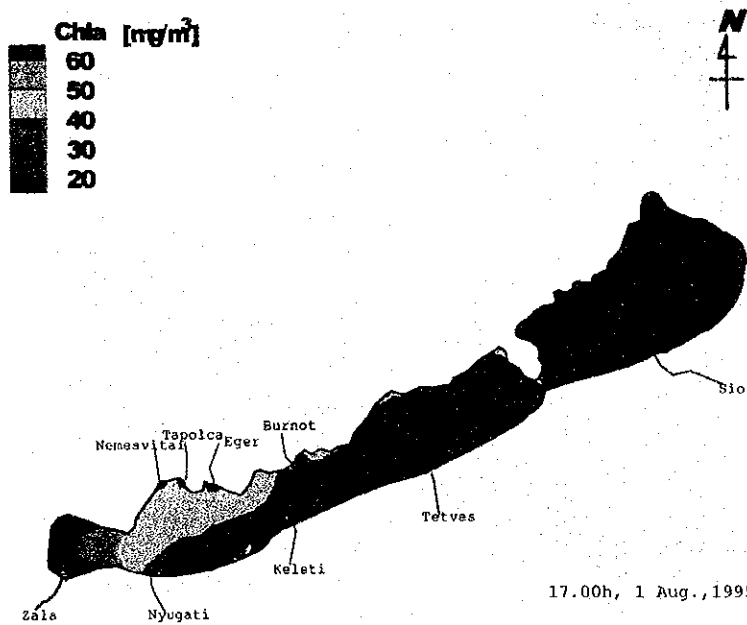 Chla [mg/m³]
N
60
50
40
30
20
Sio
Burnot
Tapolca
Eger
Nemesvitai
Tetves
Keleti
Zala
Nyugati
17.00h, 1 Aug.,1995